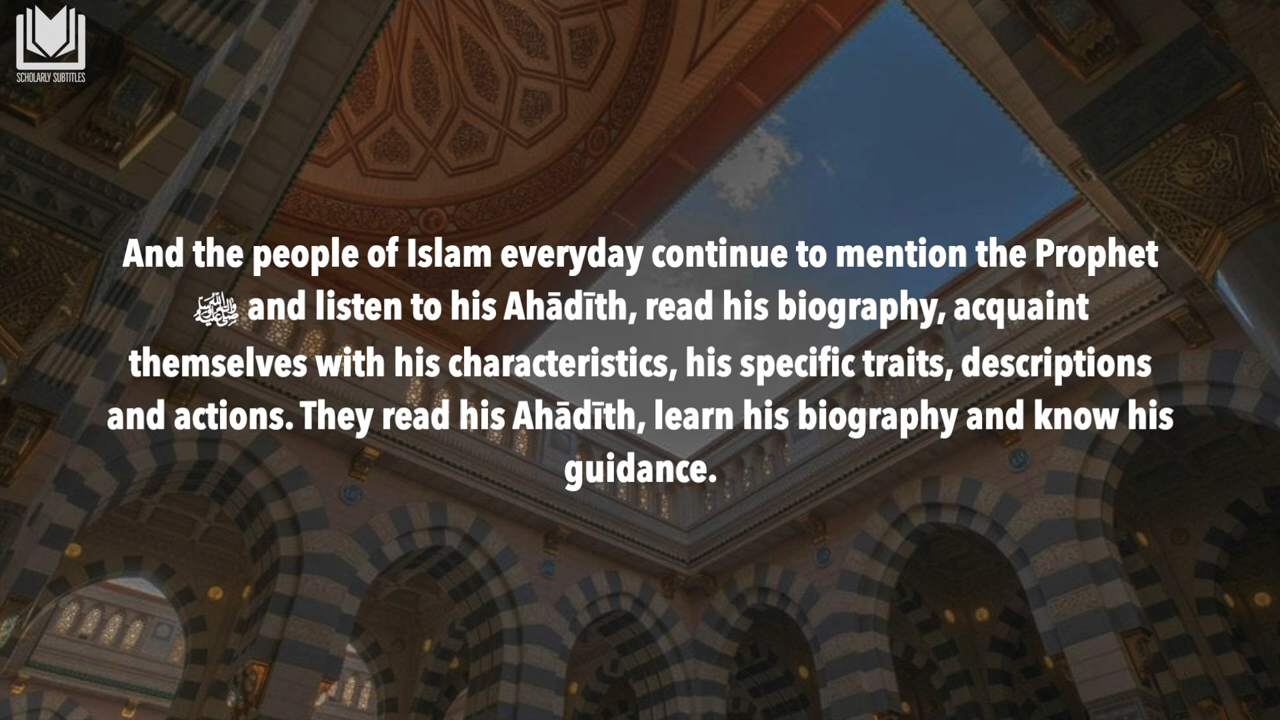 SCHOLARLY SUBTITLES
And the people of Islam everyday continue to mention the Prophet
ﷺ and listen to his Ahādīth, read his biography, acquaint
themselves with his characteristics, his specific traits, descriptions
and actions. They read his Ahādīth, learn his biography and know his
guidance.